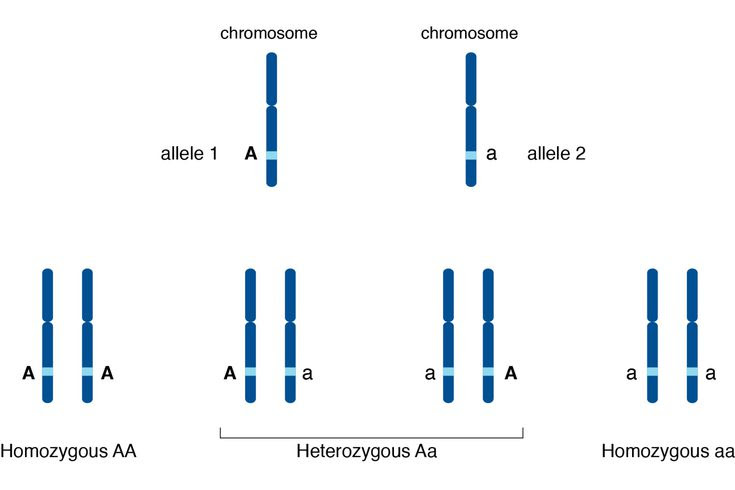 chromosome chromosome
allele 1 A a allele 2
A A A a a A a a
Homozygous AA Heterozygous Aa Homozygous aa